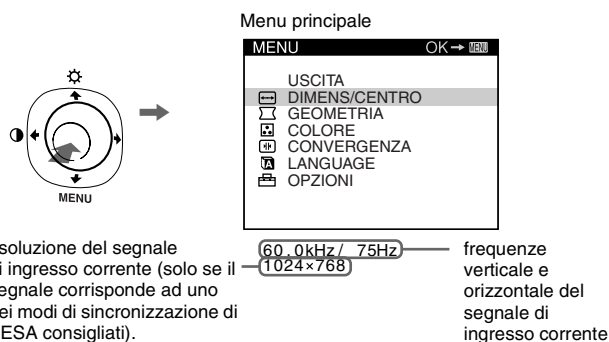 Menu principale
MENU OK→ MENU
USCITA
DIMENS/CENTRO
GEOMETRIA
COLORE
CONVERGENZA
LANGUAGE
OPZIONI
MENU
60.0kHz/ 75Hz
1024×768
soluzione del segnale
i ingresso corrente (solo se il
egnale corrisponde ad uno
ei modi di sincronizzazione di
ESA consigliati).
frequenze
verticale e
orizzontale del
segnale di
ingresso corrente